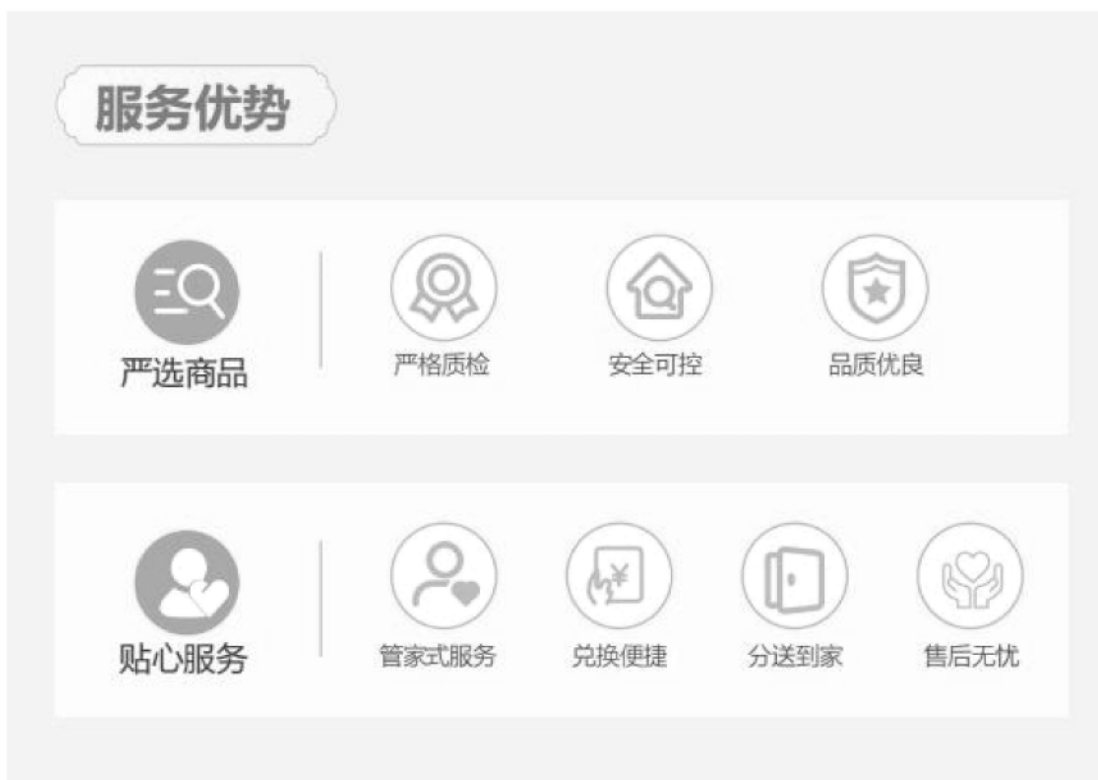 服务优势
严选商品
严格质检
安全可控
品质优良
贴心服务
管家式服务
兑换便捷
分送到家
售后无忧